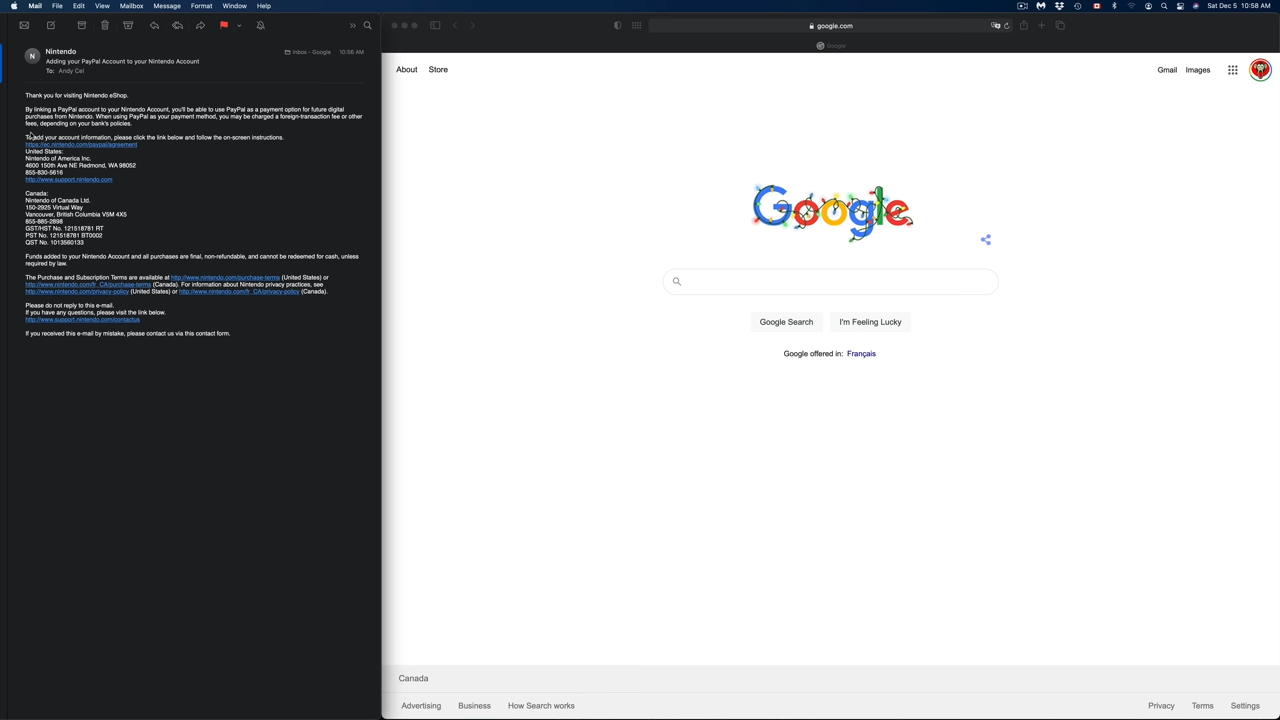 Mail File Edit View Mailbox Message Format Window Help
Sat Dec 5 10:58 AM
google.com
Google
N
Nintendo
Inbox - Google 10:56 AM
Adding your PayPal Account to your Nintendo Account
To: Andy Cel
Thank you for visiting Nintendo eShop.
By linking a PayPal account to your Nintendo Account, you'll be able to use PayPal as a payment option for future digital
purchases from Nintendo. When using PayPal as your payment method, you may be charged a foreign-transaction fee or other
fees, depending on your bank's policies.
To add your account information, please click the link below and follow the on-screen instructions.
https://ec.nintendo.com/paypal/agreement
United States:
Nintendo of America Inc.
4600 150th Ave NE Redmond, WA 98052
855-830-5616
http://www.support.nintendo.com
Canada:
Nintendo of Canada Ltd.
150-2925 Virtual Way
Vancouver, British Columbia V5M 4X5
855-885-2898
GST/HST No. 121518781 RT
PST No. 121518781 BT0002
QST No. 1013560133
Funds added to your Nintendo Account and all purchases are final, non-refundable, and cannot be redeemed for cash, unless
required by law.
The Purchase and Subscription Terms are available at http://www.nintendo.com/purchase-terms (United States) or
http://www.nintendo.com/fr_CA/purchase-terms (Canada). For information about Nintendo privacy practices, see
http://www.nintendo.com/privacy-policy (United States) or http://www.nintendo.com/fr_CA/privacy-policy (Canada).
Please do not reply to this e-mail.
If you have any questions, please visit the link below.
http://www.support.nintendo.com/contactus
If you received this e-mail by mistake, please contact us via this contact form.
About Store
Gmail Images
Google
Google Search I'm Feeling Lucky
Google offered in: Français
Canada
Advertising Business How Search works
Privacy Terms Settings